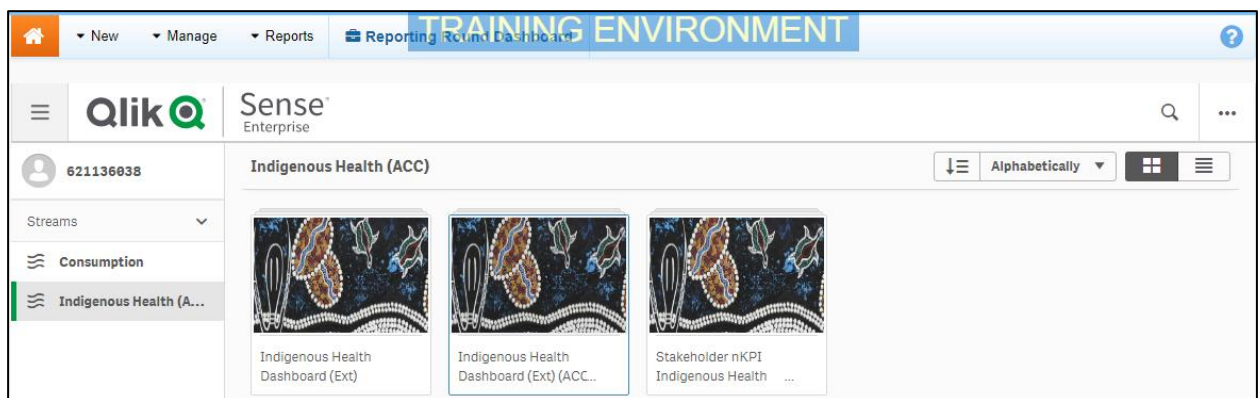 TRAINING ENVIRONMENT
New Manage Reports Reporting Round Dashboard ?
Qlik Sense
Enterprise
621136038 Indigenous Health (ACC) Alphabetically
Streams
Consumption
Indigenous Health (A...
Indigenous Health
Dashboard (Ext)
Indigenous Health
Dashboard (Ext) (ACC...
Stakeholder nKPI
Indigenous Health ...